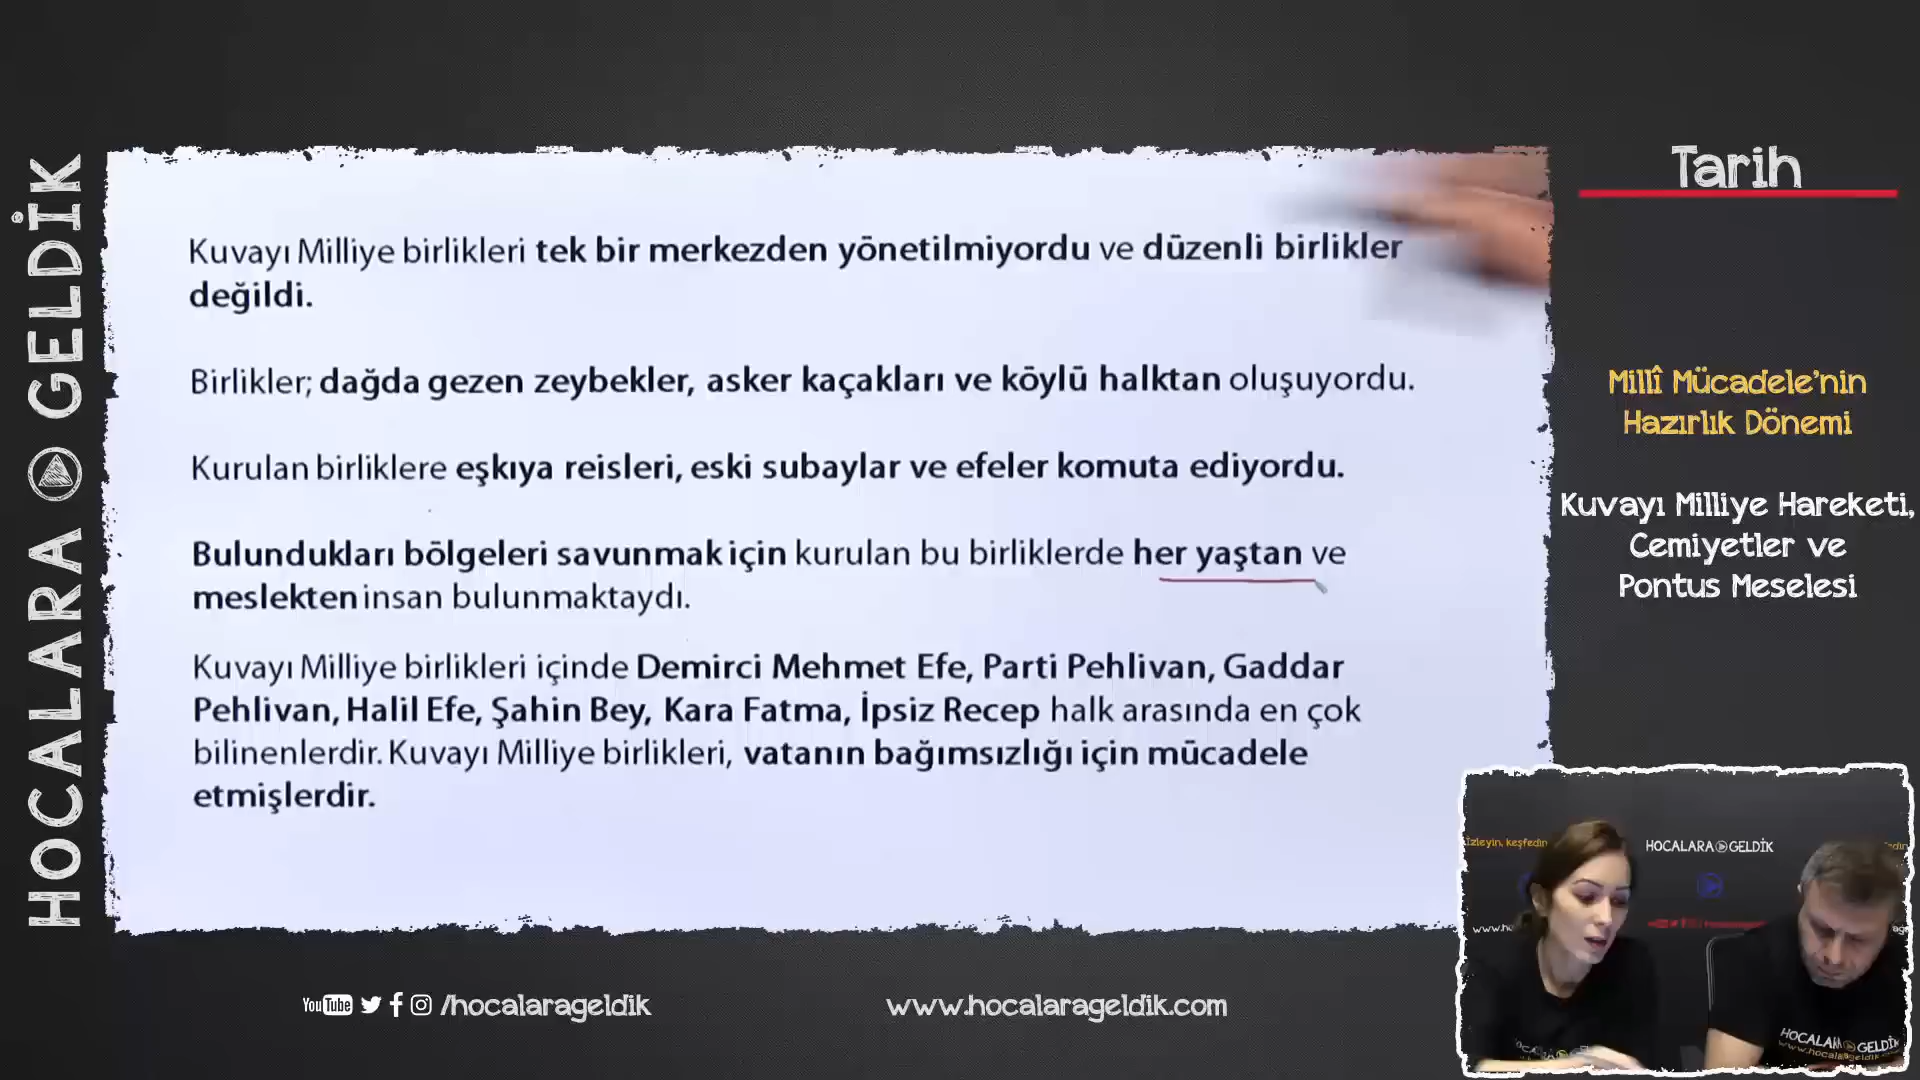 HOCALARA GELDİK
Kuvayı Milliye birlikleri tek bir merkezden yönetilmiyordu ve düzenli birlikler
değildi.
Birlikler; dağda gezen zeybekler, asker kaçakları ve köylü halktan oluşuyordu.
Kurulan birliklere eşkıya reisleri, eski subaylar ve efeler komuta ediyordu.
Bulundukları bölgeleri savunmak için kurulan bu birliklerde her yaştan ve
meslekten insan bulunmaktaydı.
Kuvayı Milliye birlikleri içinde Demirci Mehmet Efe, Parti Pehlivan, Gaddar
Pehlivan, Halil Efe, Şahin Bey, Kara Fatma, İpsiz Recep halk arasında en çok
bilinenlerdir. Kuvayı Milliye birlikleri, vatanın bağımsızlığı için mücadele
etmişlerdir.
Tarih
Millî Mücadele'nin
Hazırlık Dönemi
Kuvayı Milliye Hareketi,
Cemiyetler ve
Pontus Meselesi
YouTube /hocalarageldik
www.hocalarageldik.com
İzleyin, keşfedin
HOCALARA GELDİK
HOCALARA GELDİK